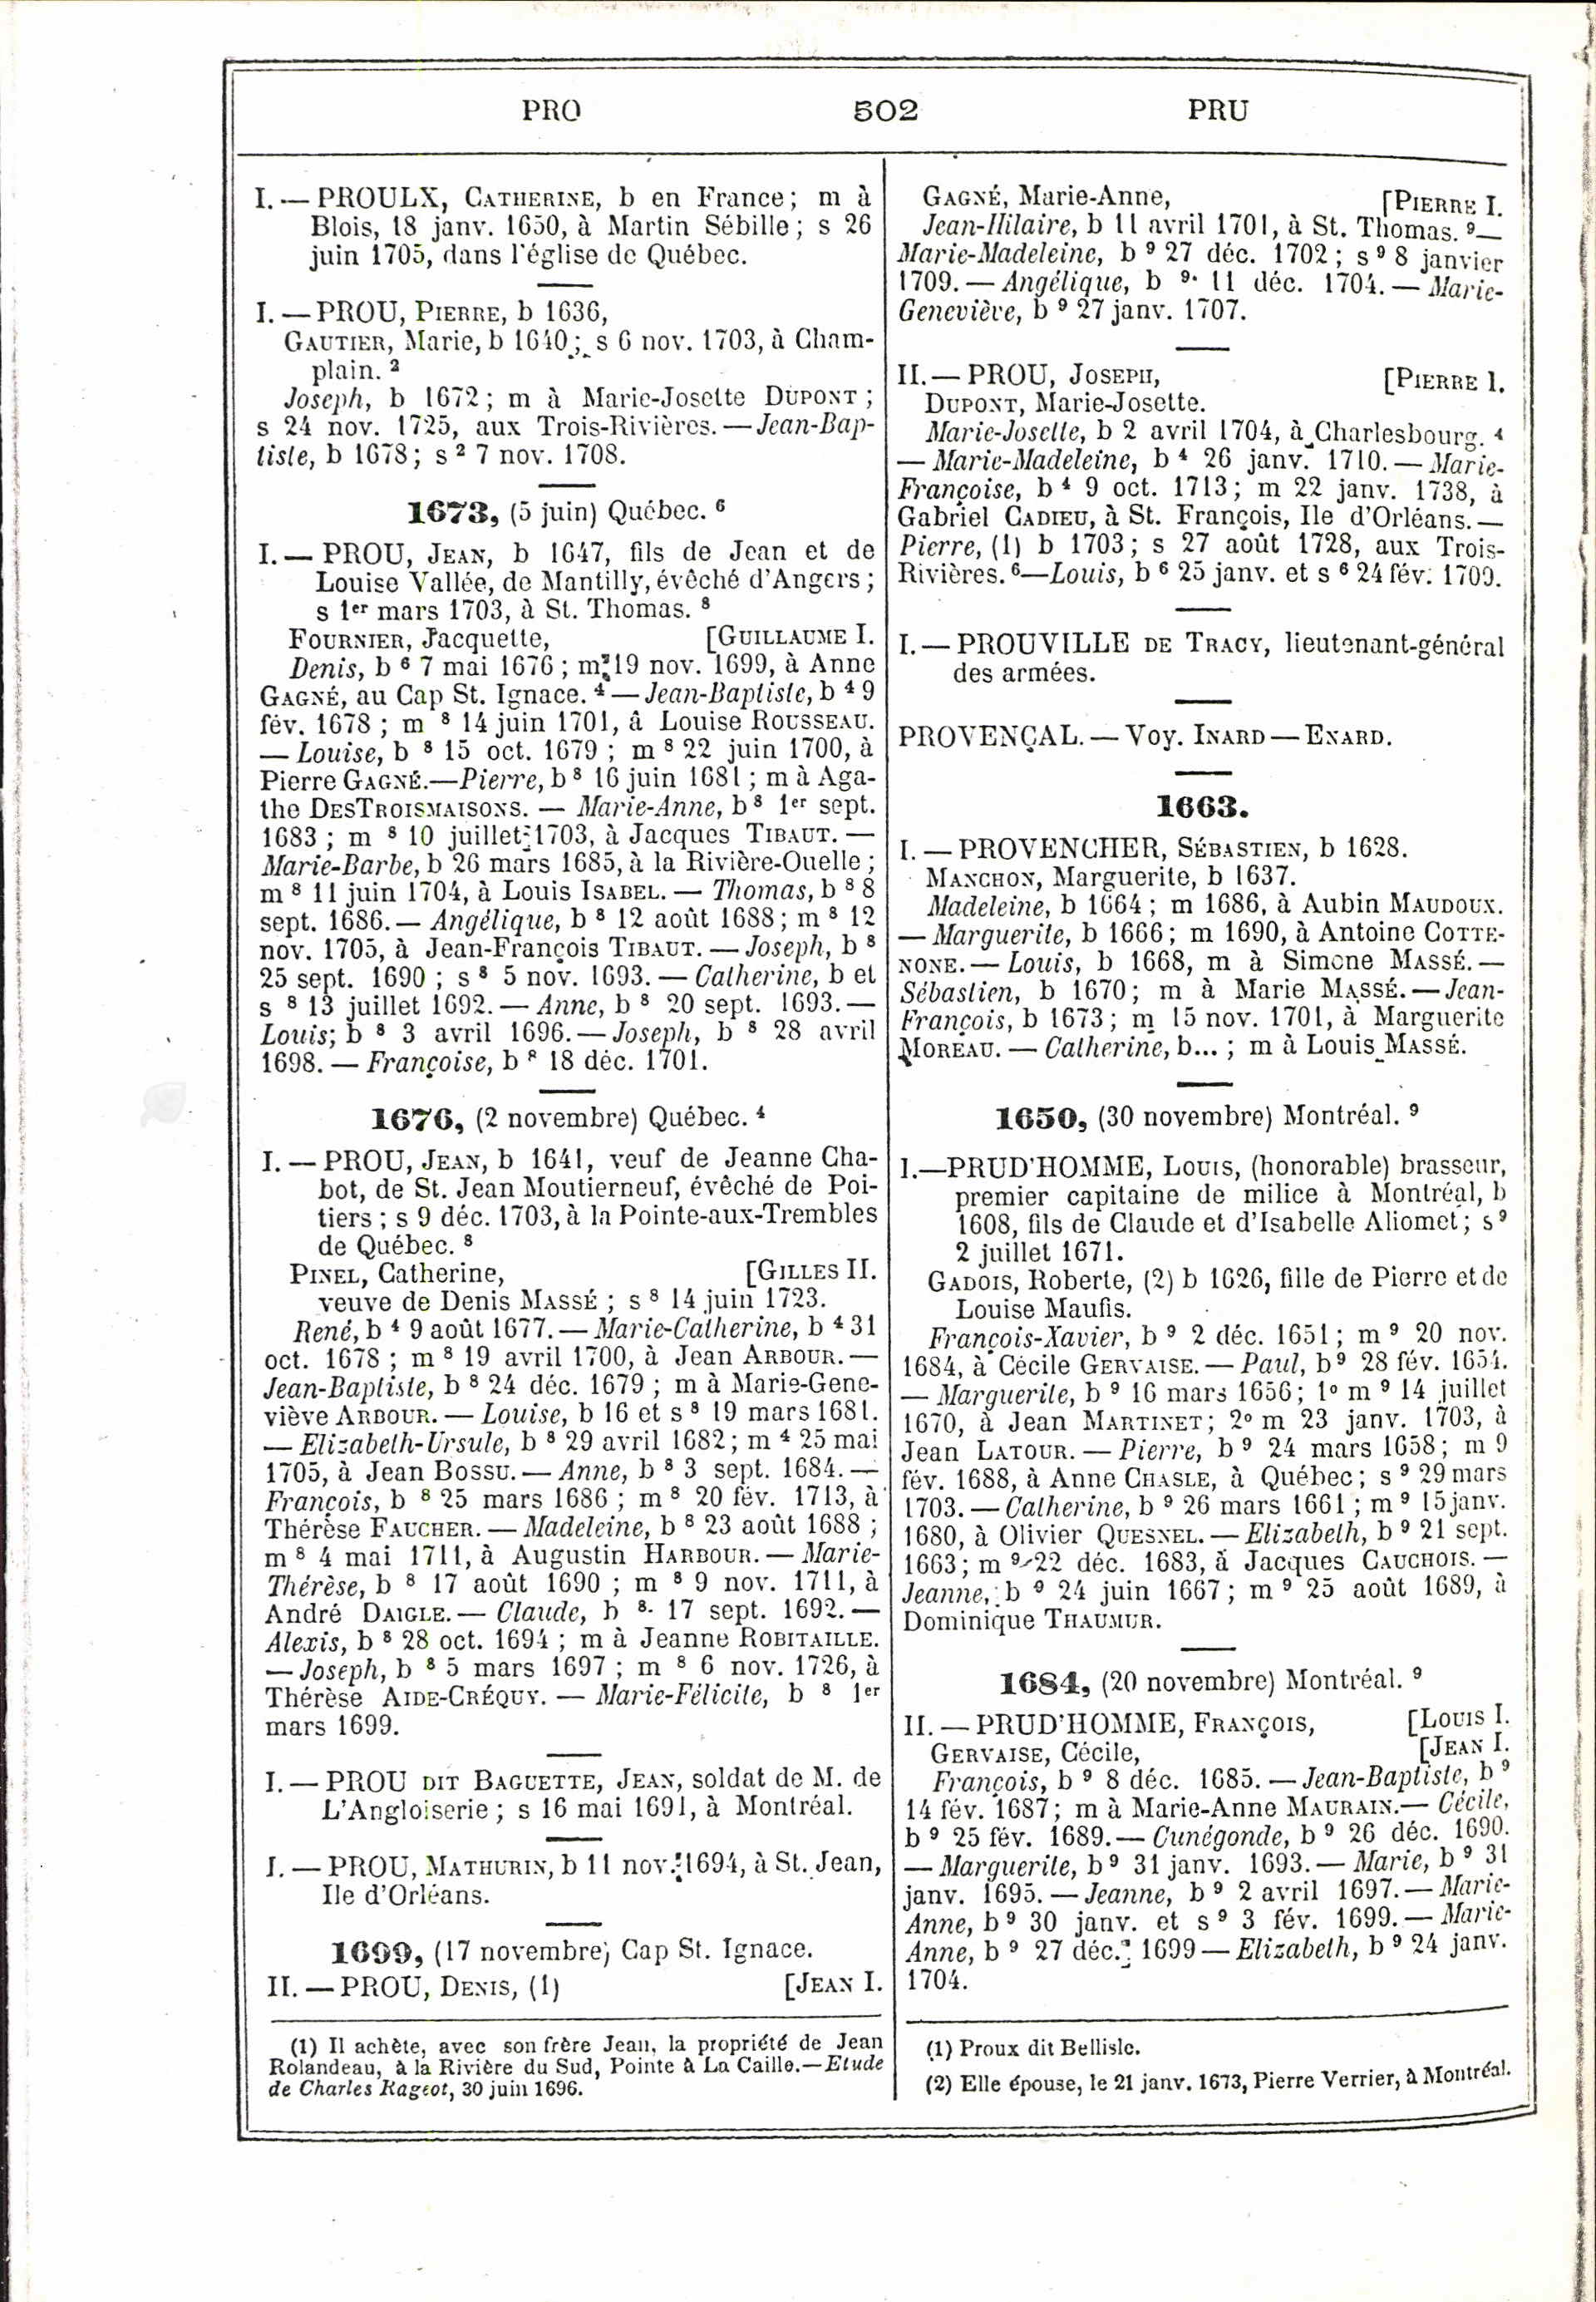 PRO 502 PRU
I. — PROULX, CATHERINE, b en France; m à
Blois, 18 janv. 1650, à Martin Sébille; s 26
juin 1705, dans l'église de Québec.
I. — PROU, PIERRE, b 1636,
GAUTIER, Marie, b 1640; s 6 nov. 1703, à Cham-
plain. ²
Joseph, b 1672; m à Marie-Josette DUPONT;
s 24 nov. 1725, aux Trois-Rivières. — Jean-Bap-
tiste, b 1678; s ² 7 nov. 1708.
1673, (5 juin) Québec. ⁶
I. — PROU, JEAN, b 1647, fils de Jean et de
Louise Vallée, de Mantilly, évêché d'Angers;
s 1er mars 1703, à St. Thomas. ⁸
FOURNIER, Jacquette, [GUILLAUME I.
Denis, b ⁶ 7 mai 1676; m 19 nov. 1699, à Anne
GAGNÉ, au Cap St. Ignace. ⁴ — Jean-Baptiste, b ⁴ 9
fév. 1678; m ⁸ 14 juin 1701, à Louise ROUSSEAU.
— Louise, b ⁸ 15 oct. 1679; m ⁸ 22 juin 1700, à
Pierre GAGNÉ. — Pierre, b ⁸ 16 juin 1681; m à Aga-
the DESTROISMAISONS. — Marie-Anne, b ⁸ 1er sept.
1683; m ⁸ 10 juillet 1703, à Jacques TIBAUT. —
Marie-Barbe, b 26 mars 1685, à la Rivière-Ouelle;
m ⁸ 11 juin 1704, à Louis ISABEL. — Thomas, b ⁸ 8
sept. 1686. — Angélique, b ⁸ 12 août 1688; m ⁸ 12
nov. 1705, à Jean-François TIBAUT. — Joseph, b ⁸
25 sept. 1690; s ⁸ 5 nov. 1693. — Catherine, b et
s ⁸ 13 juillet 1692. — Anne, b ⁸ 20 sept. 1693. —
Louis; b ⁸ 3 avril 1696. — Joseph, b ⁸ 28 avril
1698. — Françoise, b ⁸ 18 déc. 1701.
1676, (2 novembre) Québec. ⁴
I. — PROU, JEAN, b 1641, veuf de Jeanne Cha-
bot, de St. Jean Moutierneuf, évêché de Poi-
tiers; s 9 déc. 1703, à la Pointe-aux-Trembles
de Québec. ⁸
PINEL, Catherine, [GILLES II.
veuve de Denis MASSÉ; s ⁸ 14 juin 1723.
René, b ⁴ 9 août 1677. — Marie-Catherine, b ⁴ 31
oct. 1678; m ⁸ 19 avril 1700, à Jean ARBOUR. —
Jean-Baptiste, b ⁸ 24 déc. 1679; m à Marie-Gene-
viève ARBOUR. — Louise, b 16 et s ⁸ 19 mars 1681.
— Elizabeth-Ursule, b ⁸ 29 avril 1682; m ⁴ 25 mai
1705, à Jean BOSSU. — Anne, b ⁸ 3 sept. 1684. —
François, b ⁸ 25 mars 1686; m ⁸ 20 fév. 1713, à
Thérèse FAUCHER. — Madeleine, b ⁸ 23 août 1688;
m ⁸ 4 mai 1711, à Augustin HARBOUR. — Marie-
Thérèse, b ⁸ 17 août 1690; m ⁸ 9 nov. 1711, à
André DAIGLE. — Claude, b ⁸ 17 sept. 1692. —
Alexis, b ⁸ 28 oct. 1694; m à Jeanne ROBITAILLE.
— Joseph, b ⁸ 5 mars 1697; m ⁸ 6 nov. 1726, à
Thérèse AIDE-CRÉQUY. — Marie-Félicite, b ⁸ 1er
mars 1699.
I. — PROU DIT BAGUETTE, JEAN, soldat de M. de
L'Angloiserie; s 16 mai 1691, à Montréal.
I. — PROU, MATHURIN, b 11 nov. 1694, à St. Jean,
Ile d'Orléans.
1699, (17 novembre) Cap St. Ignace.
II. — PROU, DENIS, (1) [JEAN I.
(1) Il achète, avec son frère Jean, la propriété de Jean
Rolandeau, à la Rivière du Sud, Pointe à La Caille. — Etude
de Charles Rageot, 30 juin 1696.
GAGNÉ, Marie-Anne, [PIERRE I.
Jean-Hilaire, b 11 avril 1701, à St. Thomas. ⁹ —
Marie-Madeleine, b ⁹ 27 déc. 1702; s ⁹ 8 janvier
1709. — Angélique, b ⁹ 11 déc. 1704. — Marie-
Geneviève, b ⁹ 27 janv. 1707.
II. — PROU, JOSEPH, [PIERRE I.
DUPONT, Marie-Josette.
Marie-Josette, b 2 avril 1704, à Charlesbourg. ⁴
— Marie-Madeleine, b ⁴ 26 janv. 1710. — Marie-
Françoise, b ⁴ 9 oct. 1713; m 22 janv. 1738, à
Gabriel CADIEU, à St. François, Ile d'Orléans. —
Pierre, (1) b 1703; s 27 août 1728, aux Trois-
Rivières. ⁶ — Louis, b ⁶ 25 janv. et s ⁶ 24 fév. 1709.
I. — PROUVILLE DE TRACY, lieutenant-général
des armées.
PROVENÇAL. — Voy. INARD — ENARD.
1663.
I. — PROVENCHER, SÉBASTIEN, b 1628.
MANCHON, Marguerite, b 1637.
Madeleine, b 1664; m 1686, à Aubin MAUDOUX.
— Marguerite, b 1666; m 1690, à Antoine COTTE-
NONE. — Louis, b 1668, m à Simone MASSÉ. —
Sébastien, b 1670; m à Marie MASSÉ. — Jean-
François, b 1673; m 15 nov. 1701, à Marguerite
MOREAU. — Catherine, b... ; m à Louis MASSÉ.
1650, (30 novembre) Montréal. ⁹
I. — PRUD'HOMME, LOUIS, (honorable) brasseur,
premier capitaine de milice à Montréal, b
1608, fils de Claude et d'Isabelle Aliomet; s ⁹
2 juillet 1671.
GADOIS, Roberte, (2) b 1626, fille de Pierre et de
Louise Maufis.
François-Xavier, b ⁹ 2 déc. 1651; m ⁹ 20 nov.
1684, à Cécile GERVAISE. — Paul, b ⁹ 28 fév. 1654.
— Marguerite, b ⁹ 16 mars 1656; 1° m ⁹ 14 juillet
1670, à Jean MARTINET; 2° m 23 janv. 1703, à
Jean LATOUR. — Pierre, b ⁹ 24 mars 1658; m 9
fév. 1688, à Anne CHASLE, à Québec; s ⁹ 29 mars
1703. — Catherine, b ⁹ 26 mars 1661; m ⁹ 15 janv.
1680, à Olivier QUESNEL. — Elizabeth, b ⁹ 21 sept.
1663; m ⁹ 22 déc. 1683, à Jacques CAUCHOIS. —
Jeanne, b ⁹ 24 juin 1667; m ⁹ 25 août 1689, à
Dominique THAUMUR.
1684, (20 novembre) Montréal. ⁹
II. — PRUD'HOMME, FRANÇOIS, [LOUIS I.
GERVAISE, Cécile, [JEAN I.
François, b ⁹ 8 déc. 1685. — Jean-Baptiste, b ⁹
14 fév. 1687; m à Marie-Anne MAURAIN. — Cécile,
b ⁹ 25 fév. 1689. — Cunégonde, b ⁹ 26 déc. 1690.
— Marguerite, b ⁹ 31 janv. 1693. — Marie, b ⁹ 31
janv. 1695. — Jeanne, b ⁹ 2 avril 1697. — Marie-
Anne, b ⁹ 30 janv. et s ⁹ 3 fév. 1699. — Marie-
Anne, b ⁹ 27 déc. 1699 — Elizabeth, b ⁹ 24 janv.
1704.
(1) Proux dit Bellisle.
(2) Elle épouse, le 21 janv. 1673, Pierre Verrier, à Montréal.